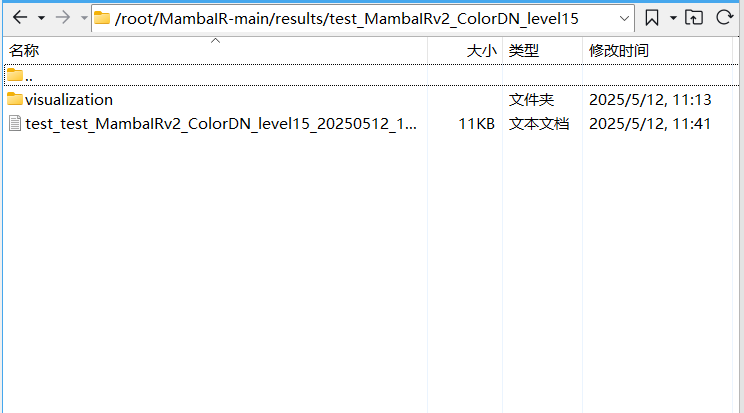 /root/MambaIR-main/results/test_MambaIRv2_ColorDN_level15
名称 大小 类型 修改时间
..
visualization 文件夹 2025/5/12, 11:13
test_test_MambaIRv2_ColorDN_level15_20250512_1... 11KB 文本文档 2025/5/12, 11:41